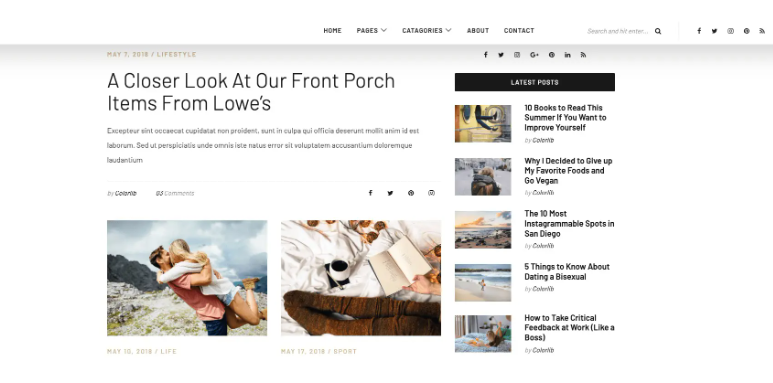 HOME PAGES CATAGORIES ABOUT CONTACT Search and hit enter...
MAY 7, 2018 / LIFESTYLE
A Closer Look At Our Front Porch
Items From Lowe's
Excepteur sint occaecat cupidatat non proident, sunt in culpa qui officia deserunt mollit anim id est
laborum. Sed ut perspiciatis unde omnis iste natus error sit voluptatem accusantium doloremque
laudantium
by Colorlib 03 Comments
MAY 10, 2018 / LIFE
MAY 17, 2018 / SPORT
LATEST POSTS
10 Books to Read This
Summer If You Want to
Improve Yourself
by Colorlib
Why I Decided to Give up
My Favorite Foods and
Go Vegan
by Colorlib
The 10 Most
Instagrammable Spots in
San Diego
by Colorlib
5 Things to Know About
Dating a Bisexual
by Colorlib
How to Take Critical
Feedback at Work (Like a
Boss)
by Colorlib